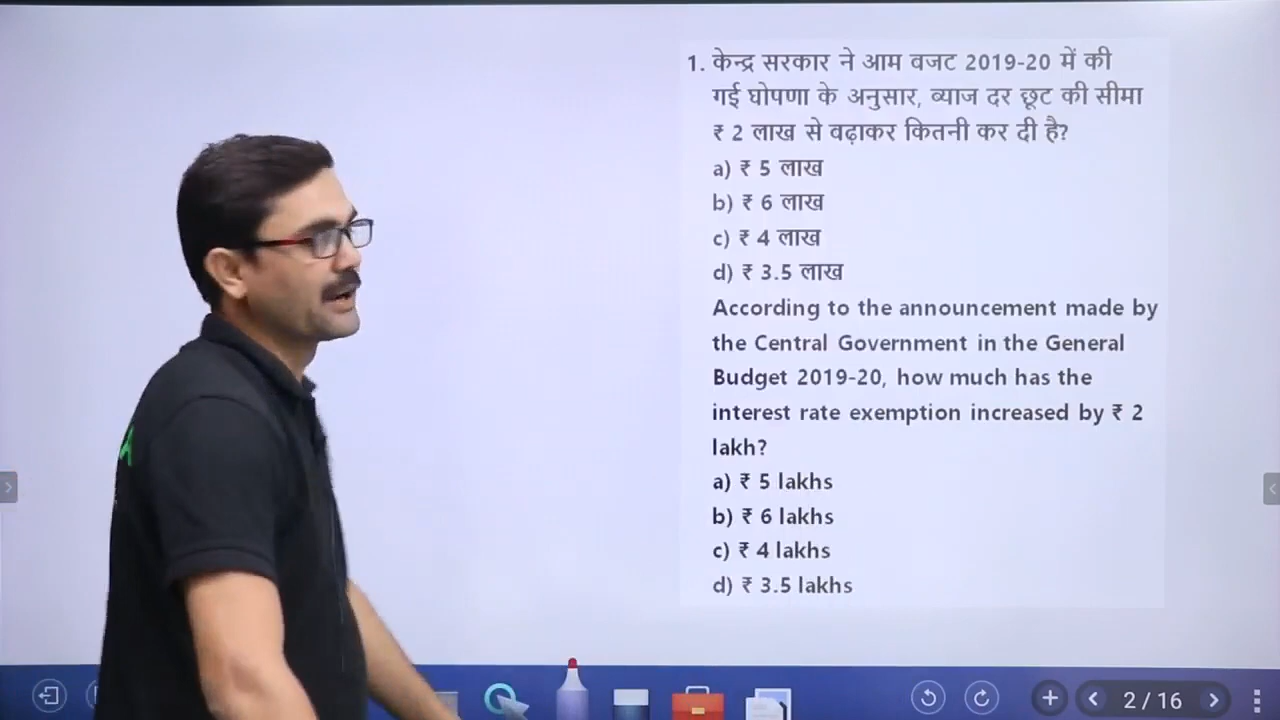 1. केन्द्र सरकार ने आम वजट 2019-20 में की
गई घोषणा के अनुसार, ब्याज दर छूट की सीमा
₹ 2 लाख से वढ़ाकर कितनी कर दी है?
a) ₹ 5 लाख
b) ₹ 6 लाख
c) ₹ 4 लाख
d) ₹ 3.5 लाख
According to the announcement made by
the Central Government in the General
Budget 2019-20, how much has the
interest rate exemption increased by ₹ 2
lakh?
a) ₹ 5 lakhs
b) ₹ 6 lakhs
c) ₹ 4 lakhs
d) ₹ 3.5 lakhs
2 / 16